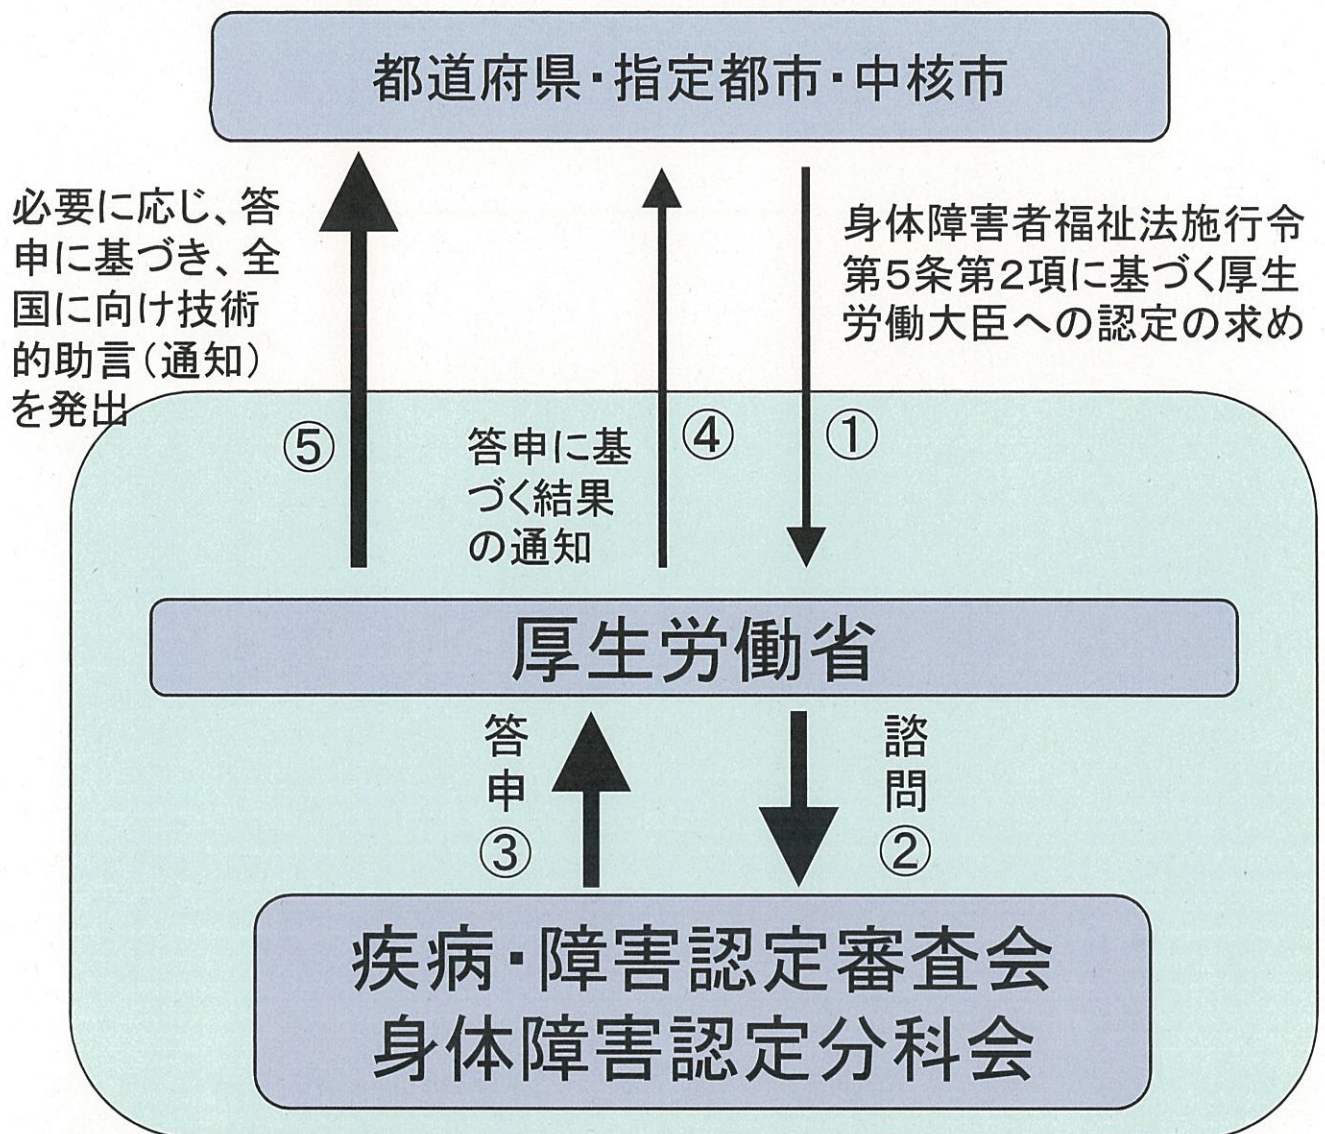 都道府県・指定都市・中核市
必要に応じ、答
申に基づき、全
国に向け技術
的助言(通知)
を発出
⑤
答申に基
づく結果
の通知
④
①
身体障害者福祉法施行令
第5条第2項に基づく厚生
労働大臣への認定の求め
厚生労働省
答
申
③
諮
問
②
疾病・障害認定審査会
身体障害認定分科会